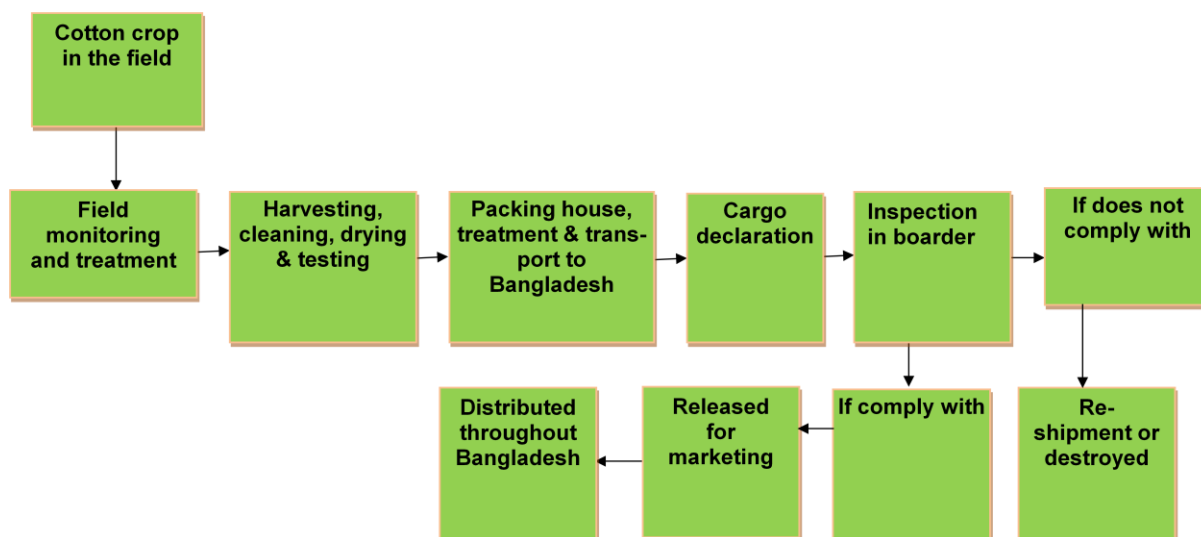 Cotton crop
in the field
Field
monitoring
and treatment
Harvesting,
cleaning, drying
& testing
Packing house,
treatment & trans-
port to
Bangladesh
Cargo
declaration
Inspection
in boarder
If does not
comply with
Distributed
throughout
Bangladesh
Released
for
marketing
If comply with
Re-
shipment or
destroyed